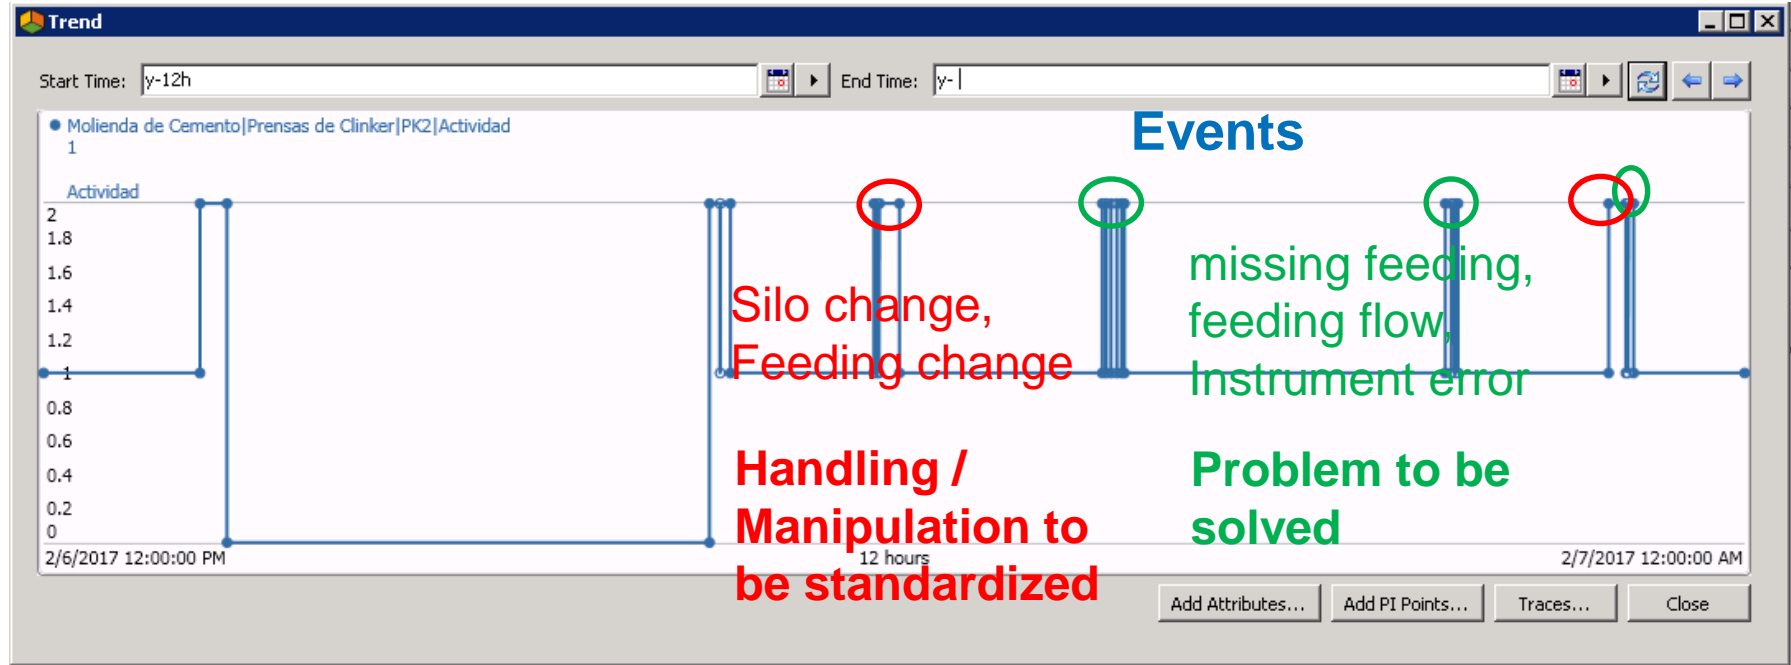 Trend
Start Time: y-12h End Time: y-
Molienda de Cemento|Prensas de Clinker|PK2|Actividad
1
Events
Actividad
2
1.8
1.6
1.4
1.2
1
0.8
0.6
0.4
0.2
0
Silo change,
Feeding change
missing feeding,
feeding flow,
Instrument error
Handling /
Manipulation to
be standardized
Problem to be
solved
2/6/2017 12:00:00 PM 12 hours 2/7/2017 12:00:00 AM
Add Attributes... Add PI Points... Traces... Close